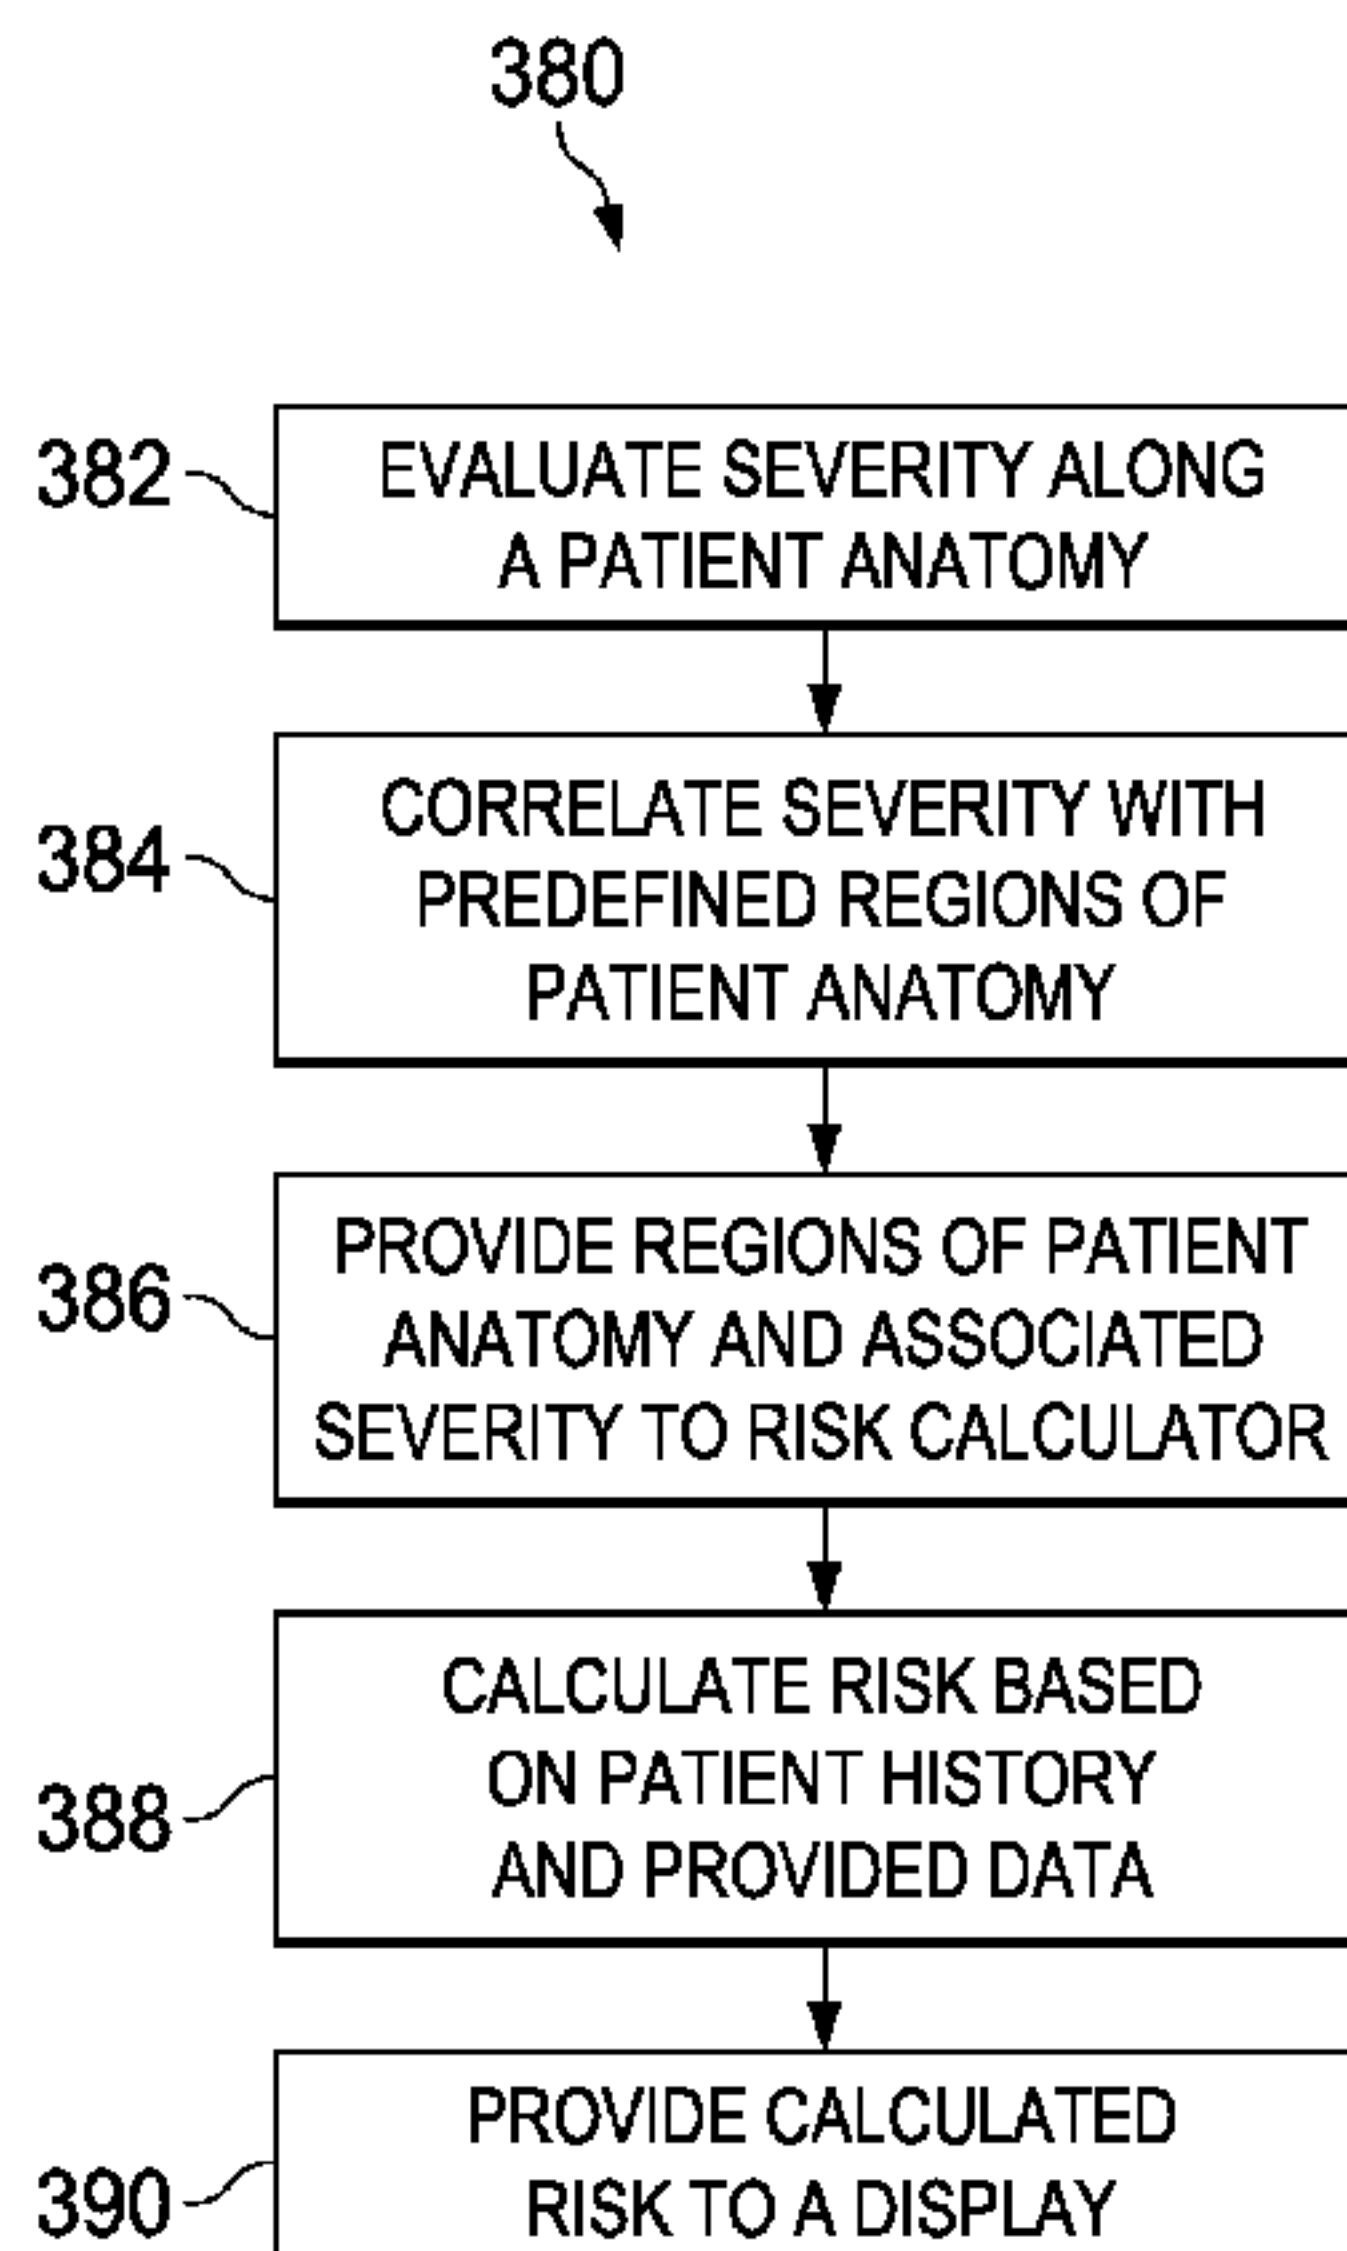 380
382
EVALUATE SEVERITY ALONG
A PATIENT ANATOMY
384
CORRELATE SEVERITY WITH
PREDEFINED REGIONS OF
PATIENT ANATOMY
386
PROVIDE REGIONS OF PATIENT
ANATOMY AND ASSOCIATED
SEVERITY TO RISK CALCULATOR
388
CALCULATE RISK BASED
ON PATIENT HISTORY
AND PROVIDED DATA
390
PROVIDE CALCULATED
RISK TO A DISPLAY